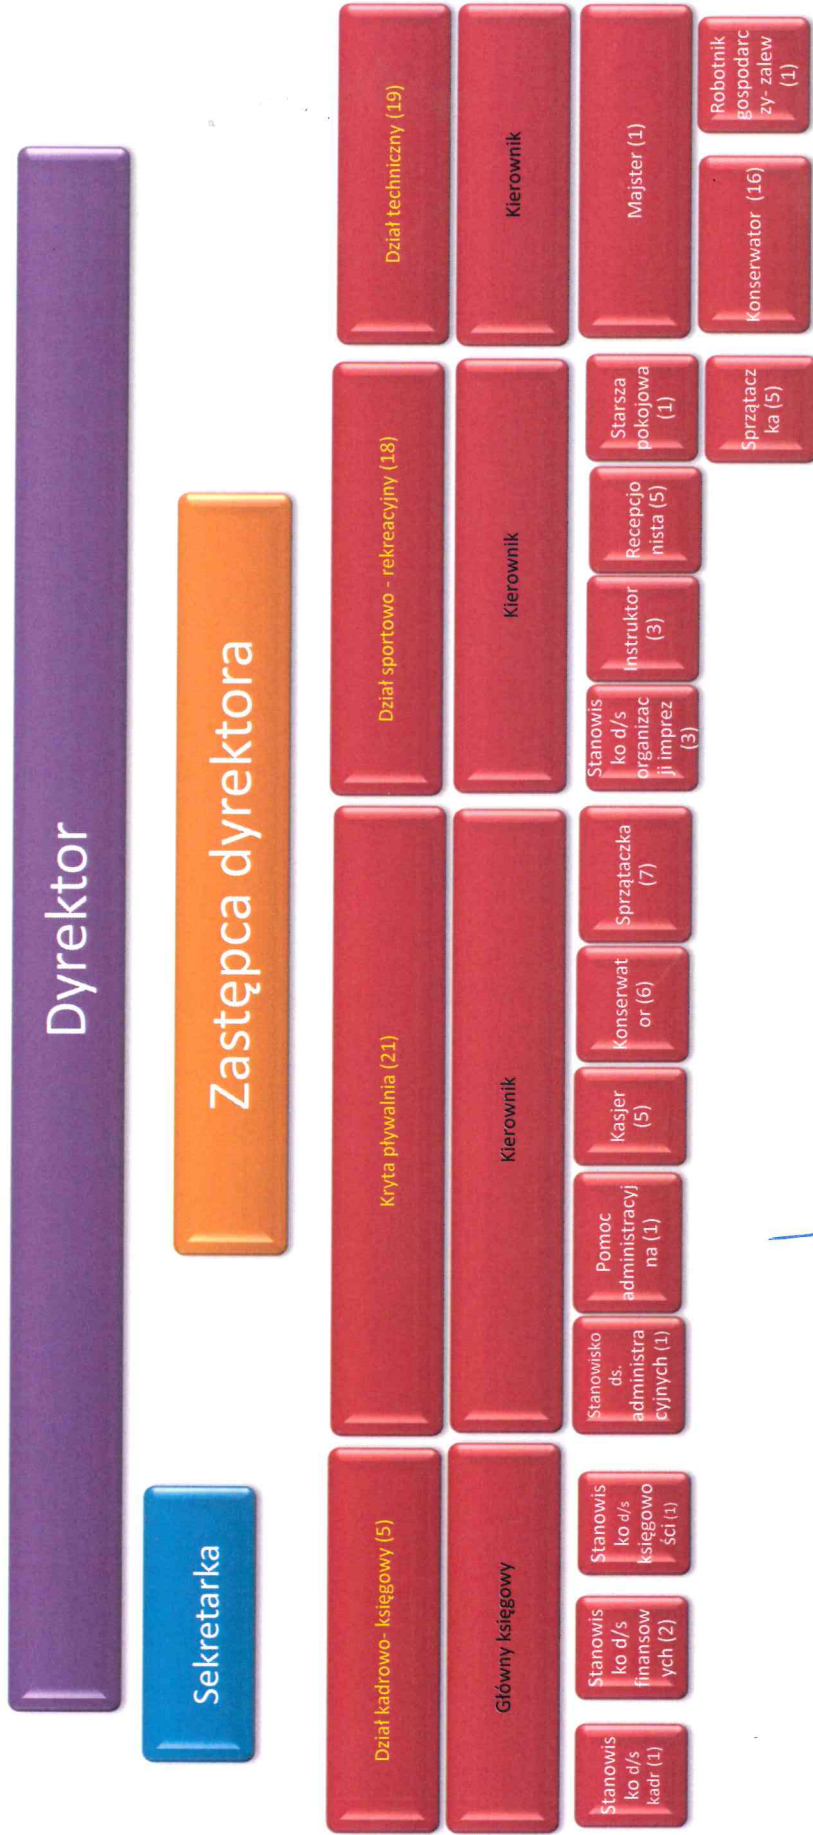 Dyrektor
Sekretarka
Zastępca dyrektora
Dział kadrowo- księgowy (5)
Kryta pływalnia (21)
Dział sportowo - rekreacyjny (18)
Dział techniczny (19)
Główny księgowy
Kierownik
Kierownik
Kierownik
Stanowis
ko d/s
kadr (1)
Stanowis
ko d/s
finansow
ych (2)
Stanowis
ko d/s
księgowo
ści (1)
Stanowisko
ds.
administra
cyjnych (1)
Pomoc
administracyj
na (1)
Kasjer
(5)
Konserwat
or (6)
Sprzątaczka
(7)
Stanowis
ko d/s
organizac
ji imprez
(3)
Instruktor
(3)
Recepcjo
nista (5)
Starsza
pokojowa
(1)
Majster (1)
Sprzątacz
ka (5)
Konserwator (16)
Robotnik
gospodarc
zy- zalew
(1)